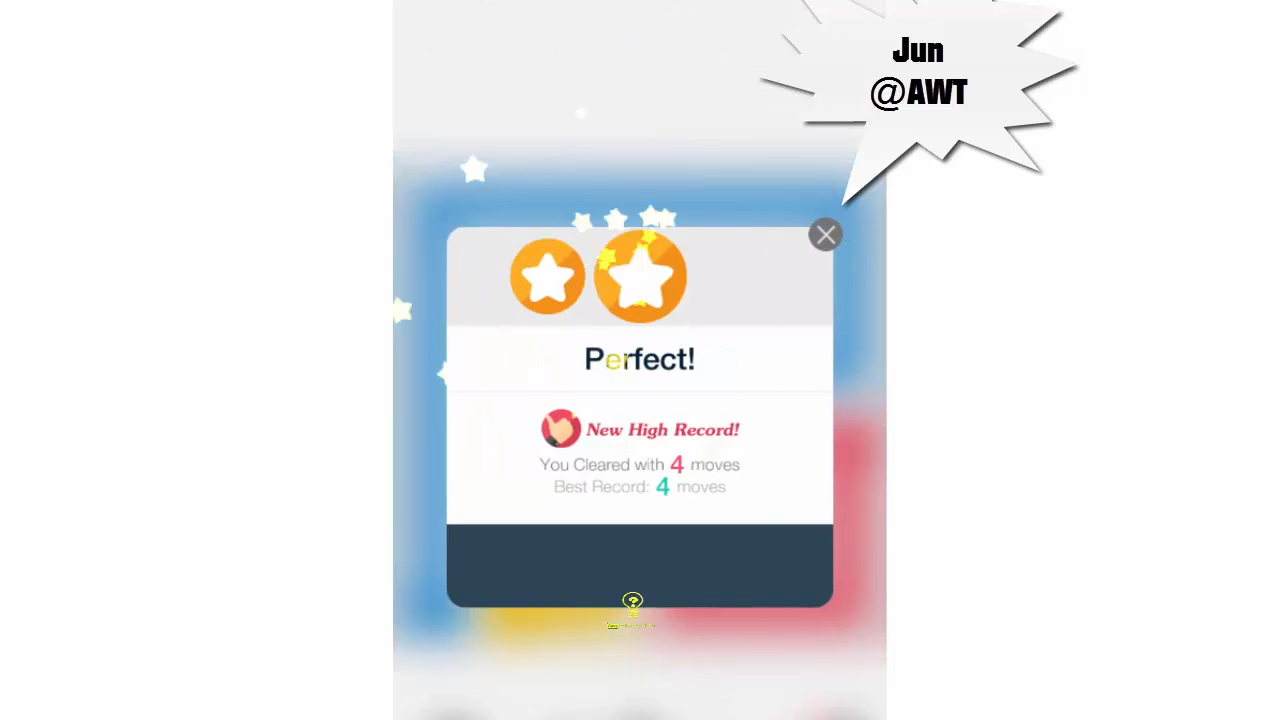 Jun
@AWT
Perfect!
New High Record!
You Cleared with 4 moves
Best Record: 4 moves
?